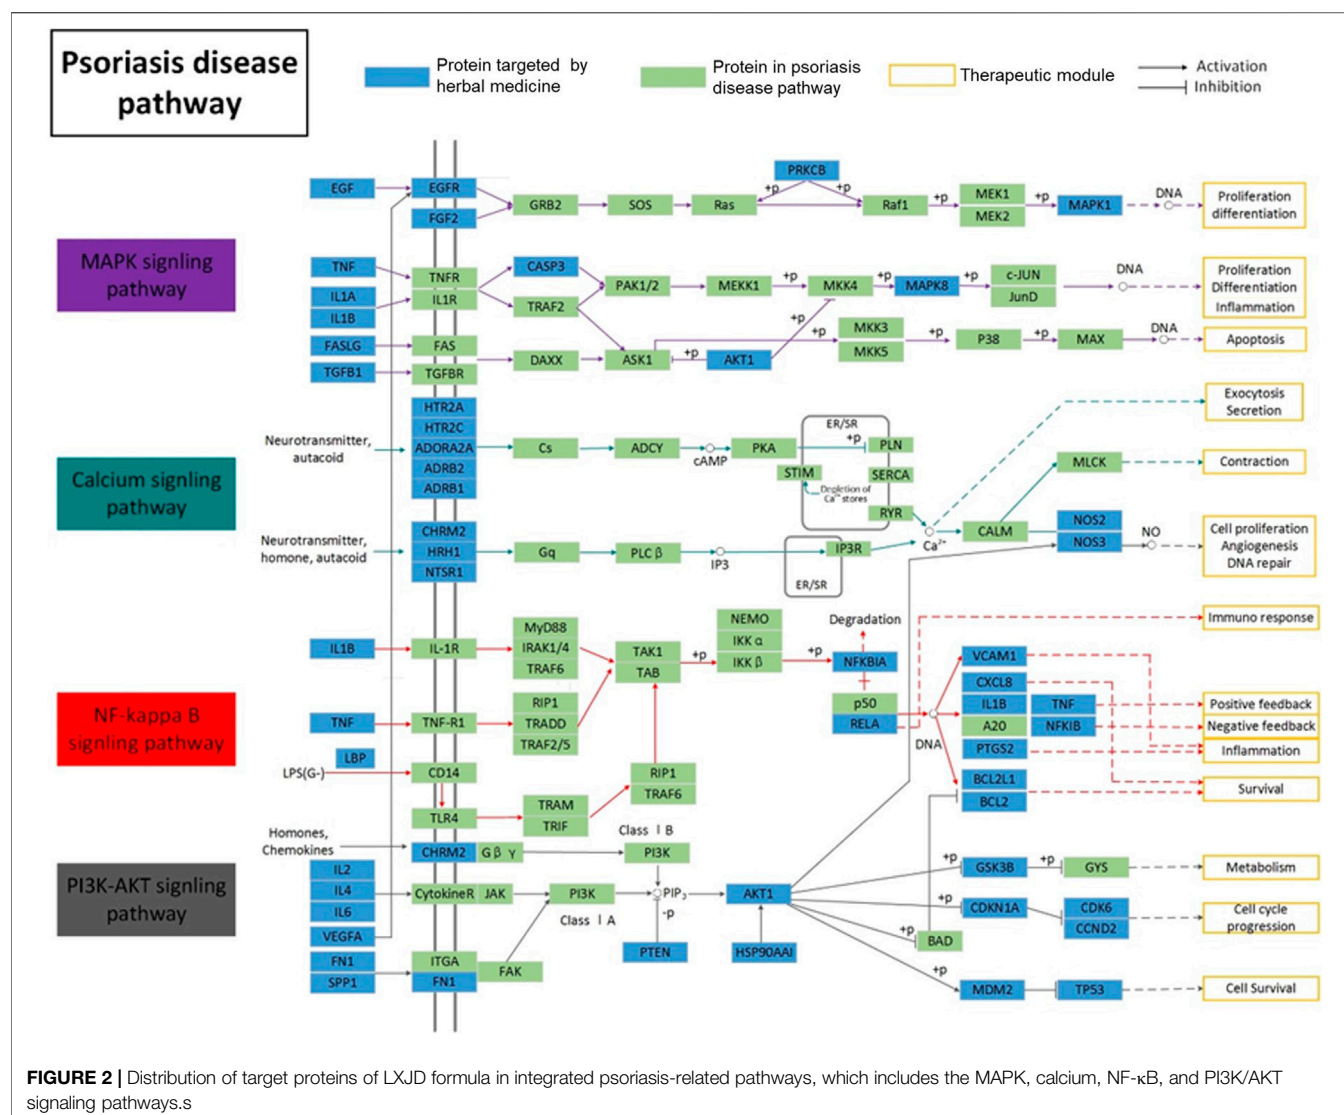 Psoriasis disease
pathway
Protein targeted by
herbal medicine
Protein in psoriasis
disease pathway
Therapeutic module
Activation
Inhibition
MAPK signling
pathway
EGF
EGFR
FGF2
GRB2
SOS
Ras
PRKCB
+p
+p
Raf1
+p
MEK1
MEK2
+p
MAPK1
DNA
Proliferation
differentiation
TNF
IL1A
IL1B
TNFR
IL1R
CASP3
TRAF2
PAK1/2
MEKK1
+p
MKK4
+p
MAPK8
+p
c-JUN
JunD
DNA
Proliferation
Differentiation
Inflammation
FASLG
TGFB1
FAS
TGFBR
DAXX
ASK1
+p
AKT1
+p
+p
MKK3
MKK5
+p
P38
+p
MAX
DNA
Apoptosis
Calcium signling
pathway
Neurotransmitter,
autacoid
HTR2A
HTR2C
ADORA2A
ADRB2
ADRB1
Cs
ADCY
cAMP
PKA
ER/SR
+p
PLN
STIM
SERCA
Depletion of
Ca2+ stores
RYR
Exocytosis
Secretion
MLCK
Contraction
Neurotransmitter,
homone, autacoid
CHRM2
HRH1
NTSR1
Gq
PLC β
IP3
IP3R
ER/SR
Ca2+
CALM
NOS2
NOS3
NO
Cell proliferation
Angiogenesis
DNA repair
NF-kappa B
signling pathway
IL1B
IL-1R
MyD88
IRAK1/4
TRAF6
TAK1
TAB
+p
NEMO
IKK α
IKK β
+p
Degradation
NFKBIA
p50
RELA
DNA
Immuno response
VCAM1
CXCL8
IL1B
TNF
A20
NFKIB
PTGS2
BCL2L1
BCL2
Positive feedback
Negative feedback
Inflammation
Survival
TNF
TNF-R1
RIP1
TRADD
TRAF2/5
LBP
LPS(G-)
CD14
TLR4
TRAM
TRIF
RIP1
TRAF6
PI3K-AKT signling
pathway
Homones,
Chemokines
CHRM2
Gβ γ
Class I B
PI3K
IL2
IL4
IL6
VEGFA
CytokineR
JAK
PI3K
Class I A
PIP3
-p
PTEN
AKT1
HSP90AAI
FN1
SPP1
ITGA
FN1
FAK
+p
GSK3B
+p
GYS
Metabolism
+p
CDKN1A
CDK6
CCND2
Cell cycle
progression
+p
BAD
+p
MDM2
TP53
Cell Survival
FIGURE 2 | Distribution of target proteins of LXJD formula in integrated psoriasis-related pathways, which includes the MAPK, calcium, NF-κB, and PI3K/AKT
signaling pathways.s